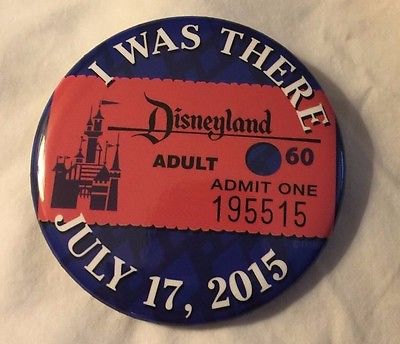 I WAS THERE
Disneyland
ADULT
60
ADMIT ONE
195515
JULY 17, 2015